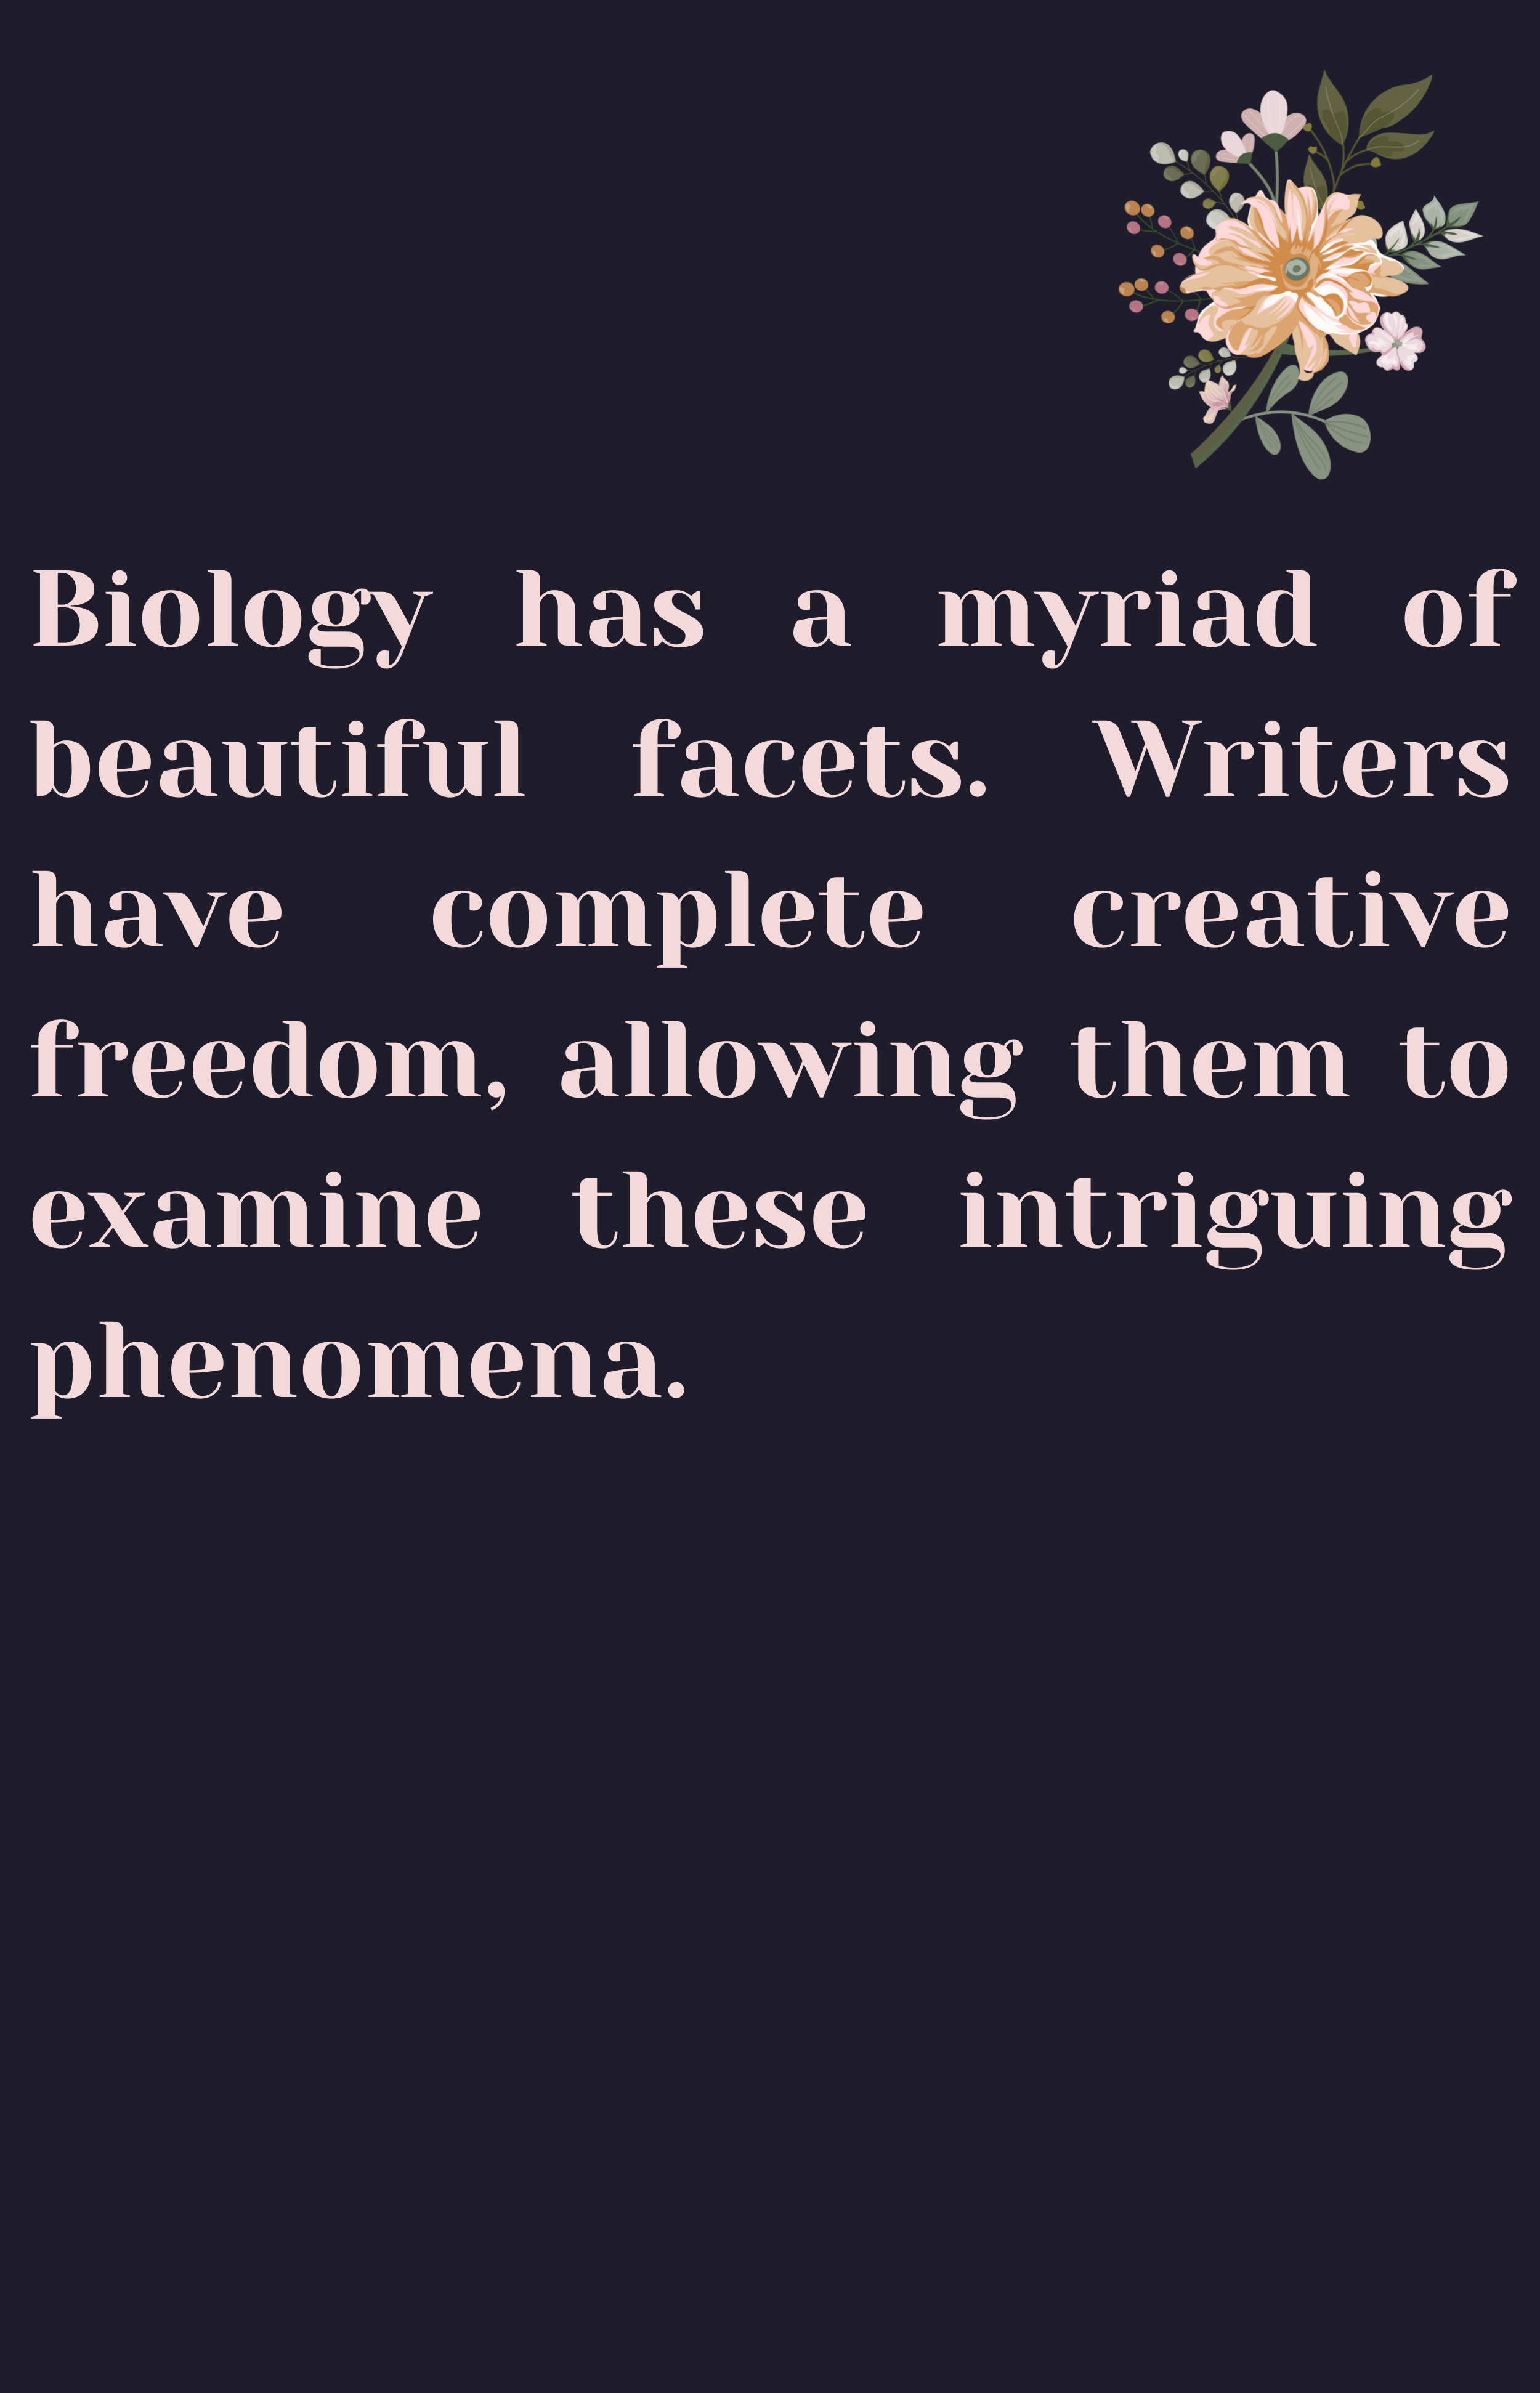 Biology has a myriad of
beautiful facets. Writers
have complete creative
freedom, allowing them to
examine these intriguing
phenomena.